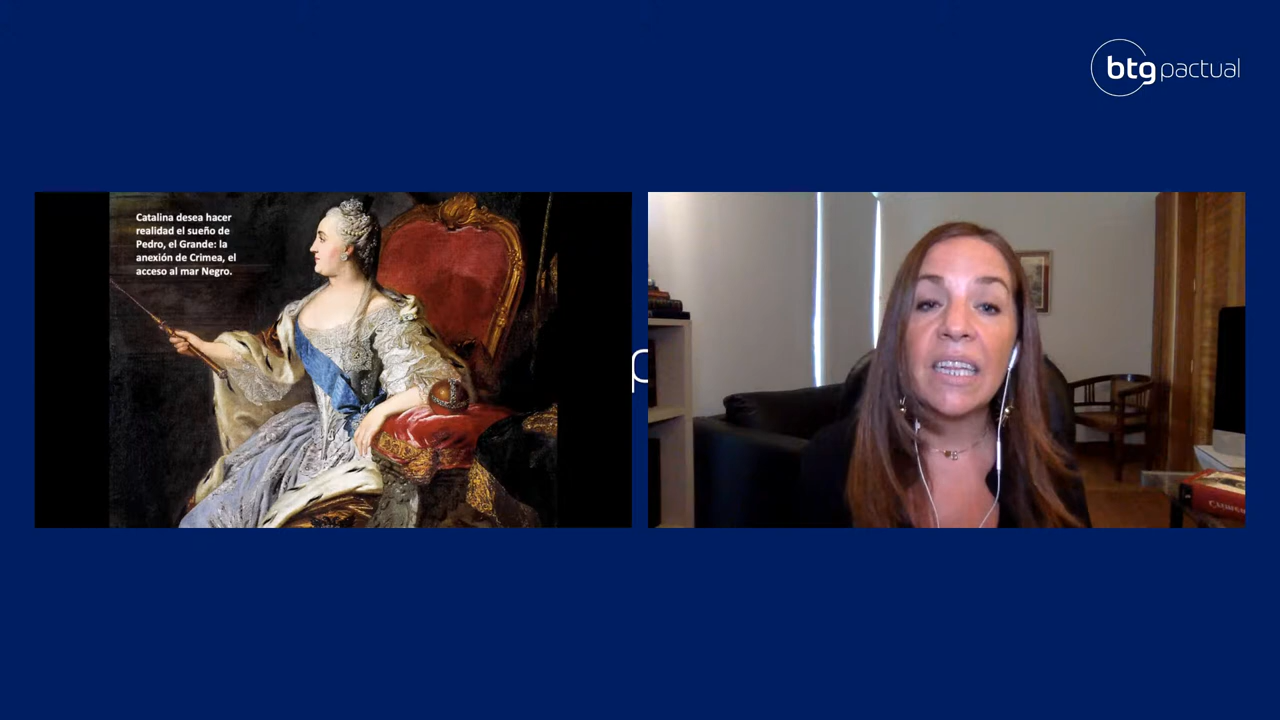 btg pactual
Catalina desea hacer
realidad el sueño de
Pedro, el Grande: la
anexión de Crimea, el
acceso al mar Negro.
p